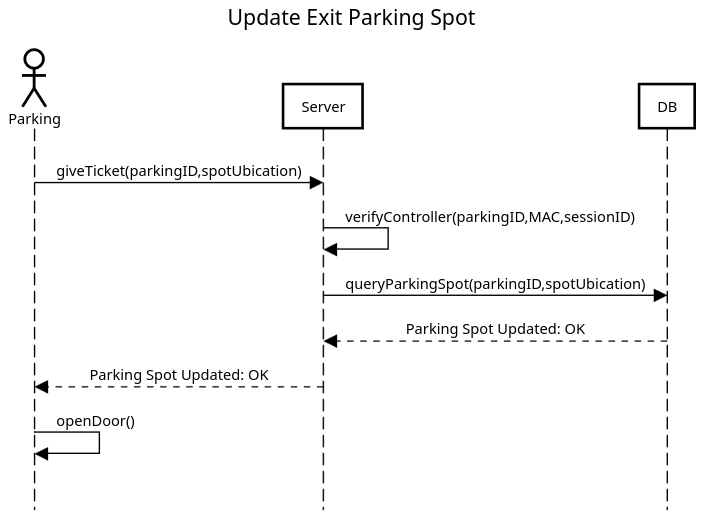 Update Exit Parking Spot
Parking
Server
DB
giveTicket(parkingID,spotUbication)
verifyController(parkingID,MAC,sessionID)
queryParkingSpot(parkingID,spotUbication)
Parking Spot Updated: OK
Parking Spot Updated: OK
openDoor()